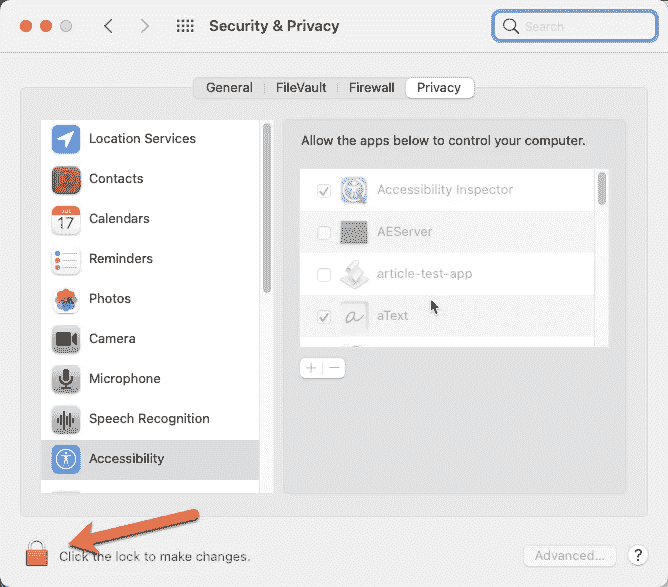 Security & Privacy
Search
General FileVault Firewall Privacy
Location Services
Contacts
JUL
17
Calendars
Reminders
Photos
Camera
Microphone
Speech Recognition
Accessibility
Allow the apps below to control your computer.
Accessibility Inspector
AEServer
article-test-app
a
aText
+ −
Click the lock to make changes.
Advanced...
?